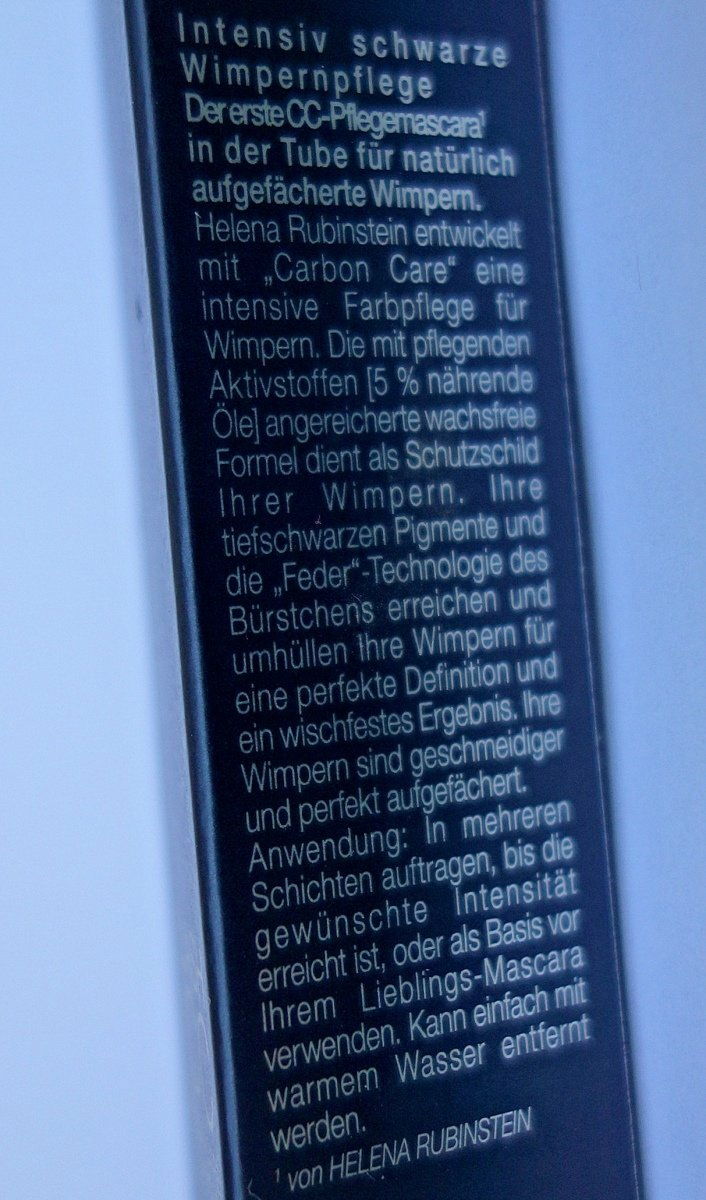 Intensiv schwarze
Wimpernpflege
Der erste CC-Pflegemascara¹
in der Tube für natürlich
aufgefächerte Wimpern.
Helena Rubinstein entwickelt
mit „Carbon Care“ eine
intensive Farbpflege für
Wimpern. Die mit pflegenden
Aktivstoffen [5 % nährende
Öle] angereicherte wachsfreie
Formel dient als Schutzschild
Ihrer Wimpern. Ihre
tiefschwarzen Pigmente und
die „Feder“-Technologie des
Bürstchens erreichen und
umhüllen Ihre Wimpern für
eine perfekte Definition und
ein wischfestes Ergebnis. Ihre
Wimpern sind geschmeidiger
und perfekt aufgefächert.
Anwendung: In mehreren
Schichten auftragen, bis die
gewünschte Intensität
erreicht ist, oder als Basis vor
Ihrem Lieblings-Mascara
verwenden. Kann einfach mit
warmem Wasser entfernt
werden.
¹ von HELENA RUBINSTEIN